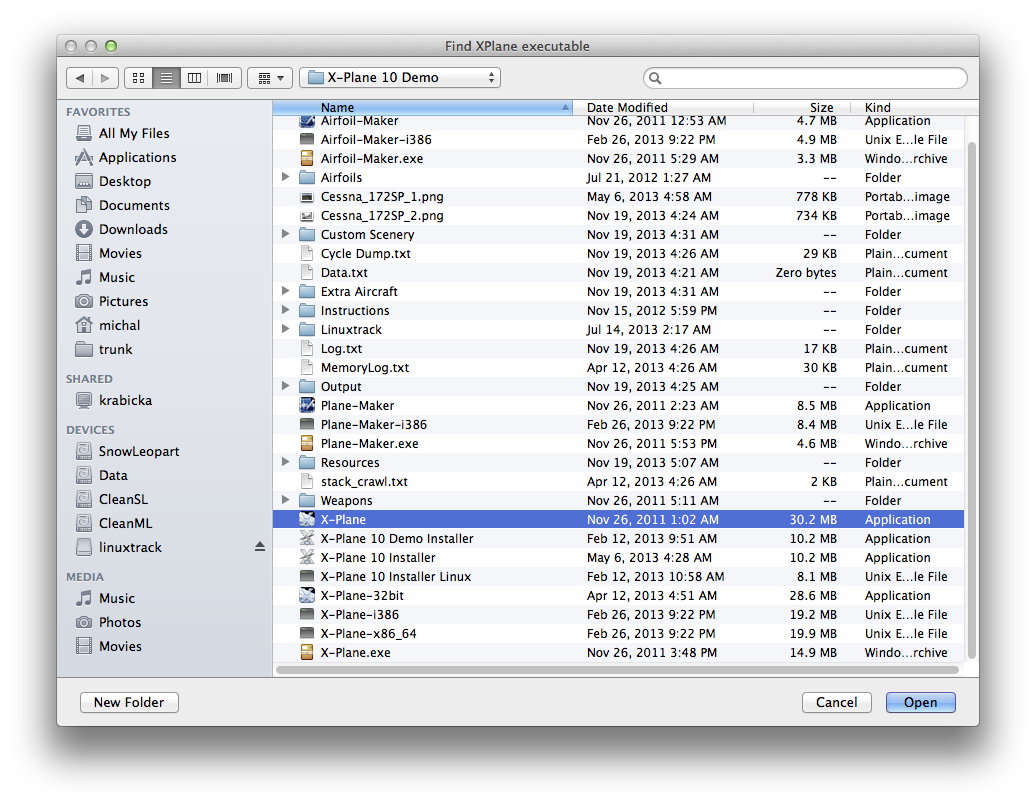 Find XPlane executable
X-Plane 10 Demo
FAVORITES
All My Files
Applications
Desktop
Documents
Downloads
Movies
Music
Pictures
michal
trunk
SHARED
krabicka
DEVICES
SnowLeopart
Data
CleanSL
CleanML
linuxtrack
MEDIA
Music
Photos
Movies
Name Date Modified Size Kind
Airfoil-Maker Nov 26, 2011 12:53 AM 4.7 MB Application
Airfoil-Maker-i386 Feb 26, 2013 9:22 PM 4.9 MB Unix E...le File
Airfoil-Maker.exe Nov 26, 2011 5:29 AM 3.3 MB Windo...rchive
Airfoils Jul 21, 2012 1:27 AM -- Folder
Cessna_172SP_1.png May 6, 2013 4:58 AM 778 KB Portab...image
Cessna_172SP_2.png Nov 19, 2013 4:24 AM 734 KB Portab...image
Custom Scenery Nov 19, 2013 4:31 AM -- Folder
Cycle Dump.txt Nov 19, 2013 4:26 AM 29 KB Plain...cument
Data.txt Nov 19, 2013 4:21 AM Zero bytes Plain...cument
Extra Aircraft Nov 19, 2013 4:31 AM -- Folder
Instructions Nov 15, 2012 5:59 PM -- Folder
Linuxtrack Jul 14, 2013 2:17 AM -- Folder
Log.txt Nov 19, 2013 4:26 AM 17 KB Plain...cument
MemoryLog.txt Apr 12, 2013 4:26 AM 30 KB Plain...cument
Output Nov 19, 2013 4:25 AM -- Folder
Plane-Maker Nov 26, 2011 2:23 AM 8.5 MB Application
Plane-Maker-i386 Feb 26, 2013 9:22 PM 8.4 MB Unix E...le File
Plane-Maker.exe Nov 26, 2011 5:53 PM 4.6 MB Windo...rchive
Resources Nov 19, 2013 5:07 AM -- Folder
stack_crawl.txt Apr 12, 2013 4:26 AM 2 KB Plain...cument
Weapons Nov 26, 2011 5:11 AM -- Folder
X-Plane Nov 26, 2011 1:02 AM 30.2 MB Application
X-Plane 10 Demo Installer Feb 12, 2013 9:51 AM 10.2 MB Application
X-Plane 10 Installer May 6, 2013 4:28 AM 10.2 MB Application
X-Plane 10 Installer Linux Feb 12, 2013 10:58 AM 8.1 MB Unix E...le File
X-Plane-32bit Apr 12, 2013 4:51 AM 28.6 MB Application
X-Plane-i386 Feb 26, 2013 9:22 PM 19.2 MB Unix E...le File
X-Plane-x86_64 Feb 26, 2013 9:22 PM 19.9 MB Unix E...le File
X-Plane.exe Nov 26, 2011 3:48 PM 14.9 MB Windo...rchive
New Folder Cancel Open